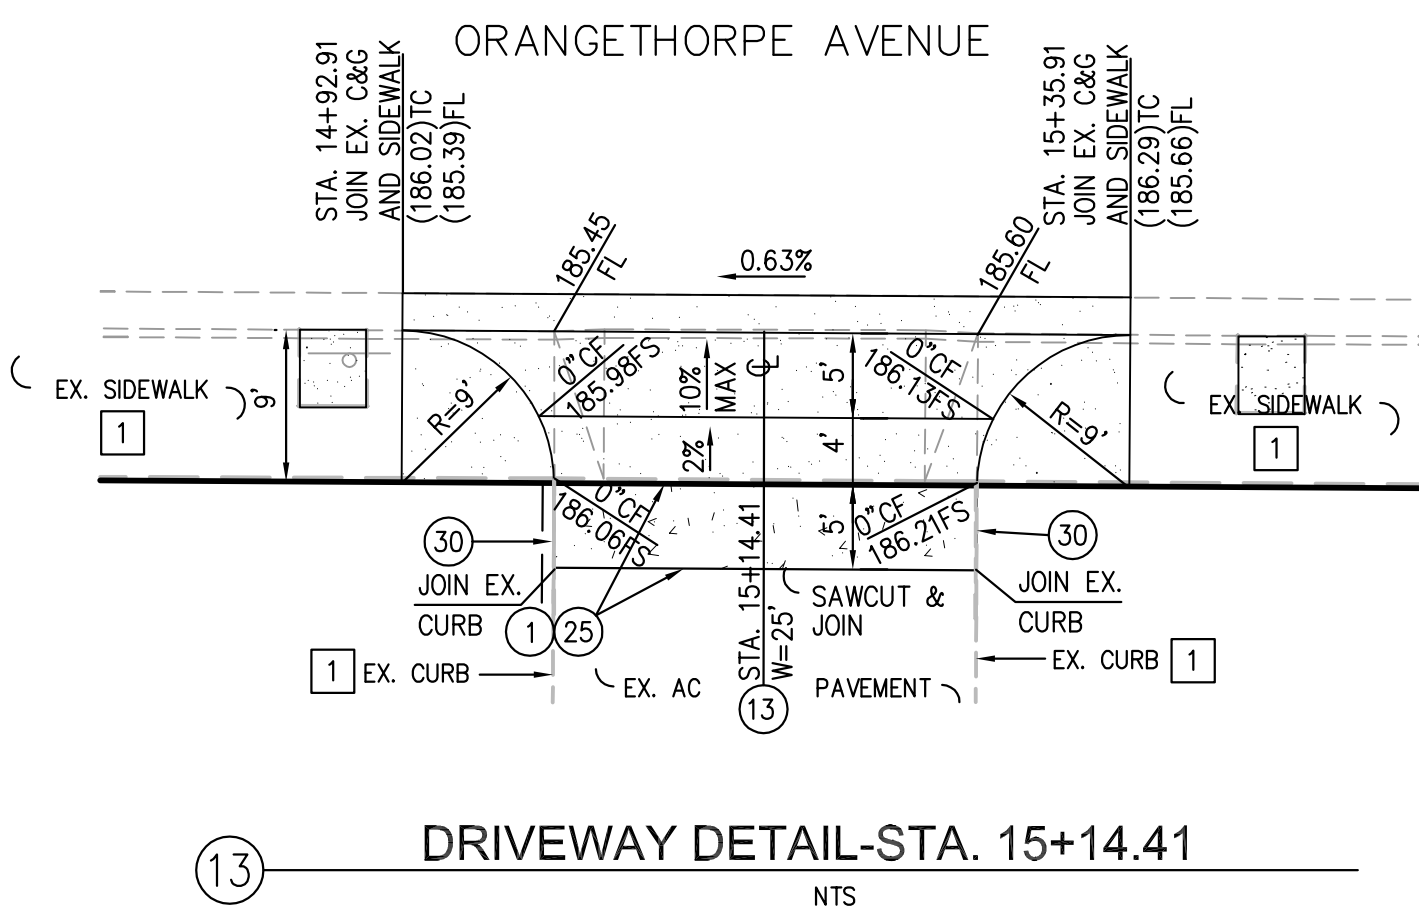 ORANGETHORPE AVENUE
STA. 14+92.91
JOIN EX. C&G
AND SIDEWALK
(186.02)TC
(185.39)FL
STA. 15+35.91
JOIN EX. C&G
AND SIDEWALK
(186.29)TC
(185.66)FL
185.45
FL
0.63%
185.60
FL
EX. SIDEWALK
1
9'
R=9'
0"CF
185.98FS
10%
MAX
CL
5'
0"CF
186.13FS
R=9'
EX. SIDEWALK
1
2%
4'
0"CF
186.06FS
5'
0"CF
186.21FS
30
30
JOIN EX.
CURB
1
25
STA. 15+14.41
W=25'
SAWCUT &
JOIN
JOIN EX.
CURB
1
EX. CURB
EX. AC
PAVEMENT
EX. CURB
1
13
13
DRIVEWAY DETAIL-STA. 15+14.41
NTS